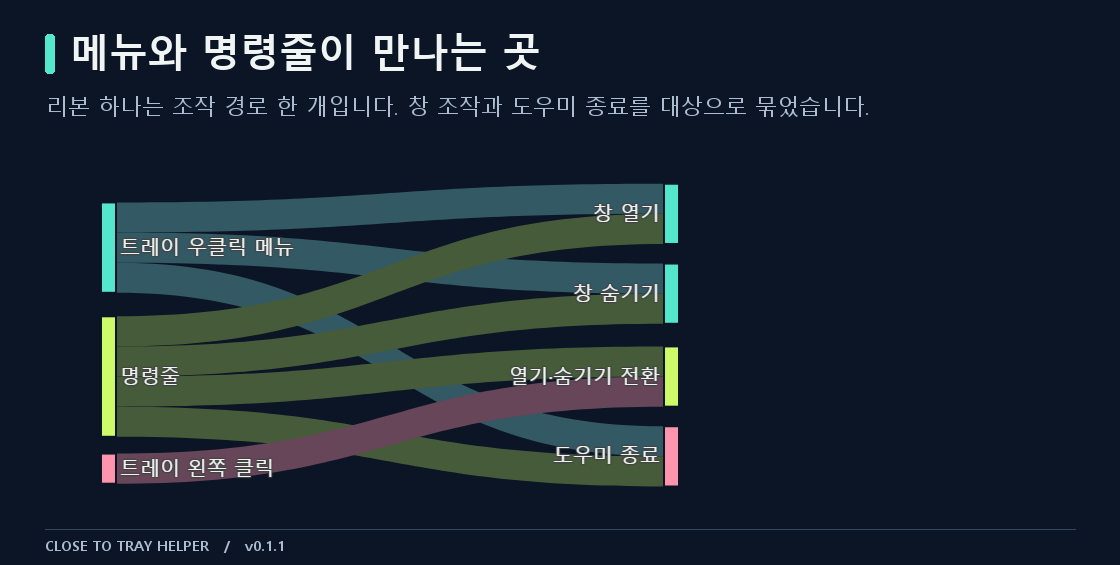 메뉴와 명령줄이 만나는 곳
리본 하나는 조작 경로 한 개입니다. 창 조작과 도우미 종료를 대상으로 묶었습니다.
창 열기
트레이 우클릭 메뉴
창 숨기기
명령줄
열기·숨기기 전환
도우미 종료
트레이 왼쪽 클릭
CLOSE TO TRAY HELPER / v0.1.1